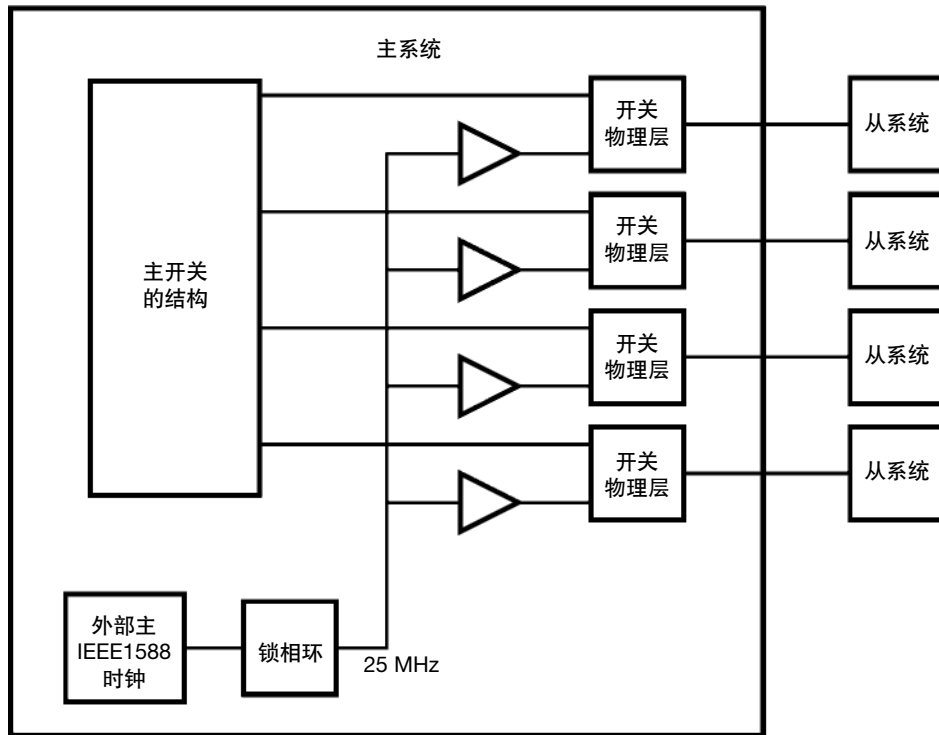 主系统
开关
物理层
从系统
开关
物理层
从系统
主开关
的结构
开关
物理层
从系统
开关
物理层
从系统
外部主
IEEE1588
时钟
锁相环
25 MHz